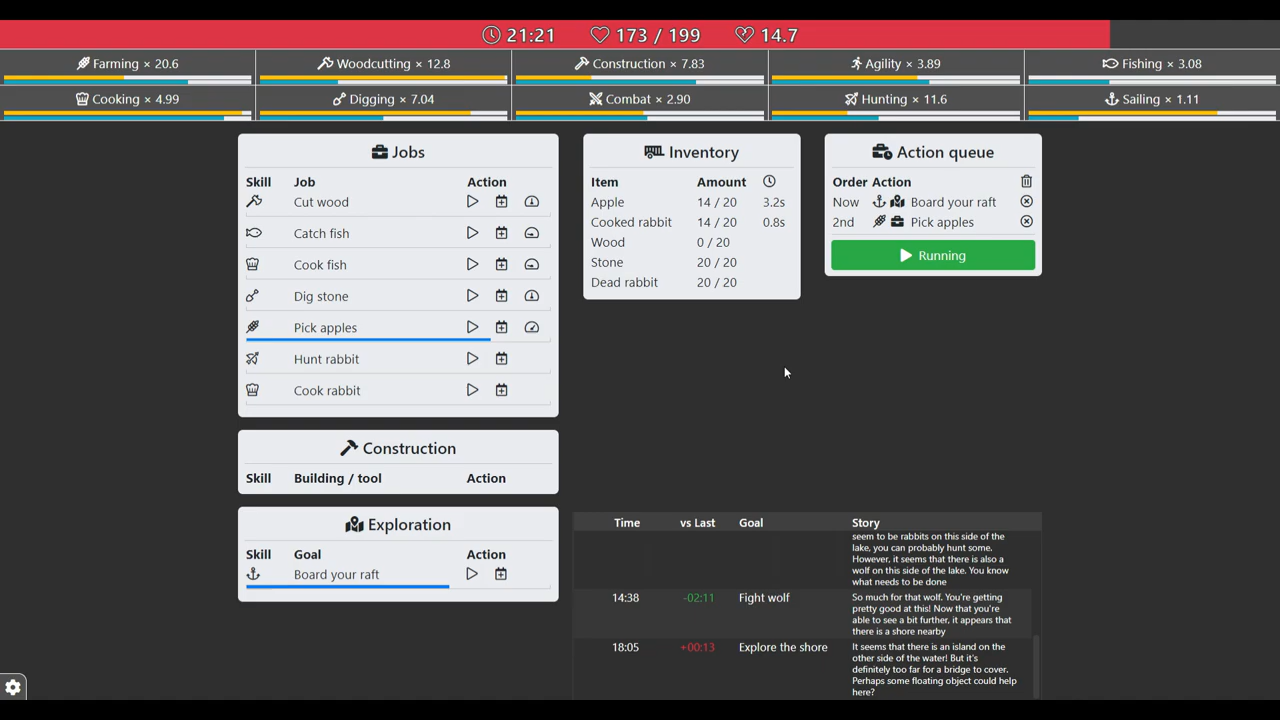 21:21 173 / 199 14.7
Farming × 20.6 Woodcutting × 12.8 Construction × 7.83 Agility × 3.89 Fishing × 3.08
Cooking × 4.99 Digging × 7.04 Combat × 2.90 Hunting × 11.6 Sailing × 1.11
Jobs
Skill Job Action
Cut wood
Catch fish
Cook fish
Dig stone
Pick apples
Hunt rabbit
Cook rabbit
Construction
Skill Building / tool Action
Exploration
Skill Goal Action
Board your raft
Inventory
Item Amount
Apple 14 / 20 3.2s
Cooked rabbit 14 / 20 0.8s
Wood 0 / 20
Stone 20 / 20
Dead rabbit 20 / 20
Action queue
Order Action
Now Board your raft
2nd Pick apples
Running
Time vs Last Goal Story
seem to be rabbits on this side of the
lake, you can probably hunt some.
However, it seems that there is also a
wolf on this side of the lake. You know
what needs to be done
14:38 -02:11 Fight wolf So much for that wolf. You're getting
pretty good at this! Now that you're
able to see a bit further, it appears that
there is a shore nearby
18:05 +00:13 Explore the shore It seems that there is an island on the
other side of the water! But it's
definitely too far for a bridge to cover.
Perhaps some floating object could help
here?